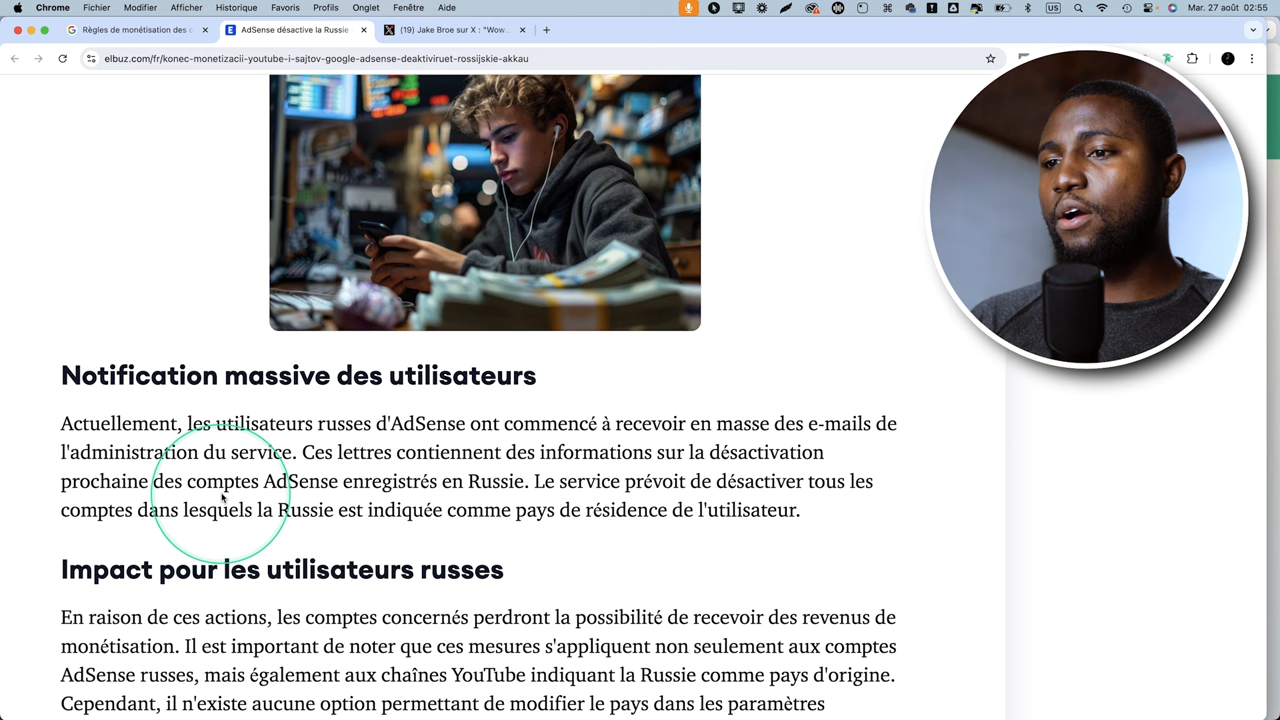 Chrome Fichier Modifier Affichage Historique Favoris Profils Onglet Fenêtre Aide US Mar. 27 août 02:55
Règles de monétisation des c AdSense désactive la Russie (19) Jake Broe sur X : "Wow
elbuz.com/fr/konec-monetizacii-youtube-i-sajtov-google-adsense-deaktiviruet-rossijskie-akkau
Notification massive des utilisateurs
Actuellement, les utilisateurs russes d'AdSense ont commencé à recevoir en masse des e-mails de
l'administration du service. Ces lettres contiennent des informations sur la désactivation
prochaine des comptes AdSense enregistrés en Russie. Le service prévoit de désactiver tous les
comptes dans lesquels la Russie est indiquée comme pays de résidence de l'utilisateur.
Impact pour les utilisateurs russes
En raison de ces actions, les comptes concernés perdront la possibilité de recevoir des revenus de
monétisation. Il est important de noter que ces mesures s'appliquent non seulement aux comptes
AdSense russes, mais également aux chaînes YouTube indiquant la Russie comme pays d'origine.
Cependant, il n'existe aucune option permettant de modifier le pays dans les paramètres